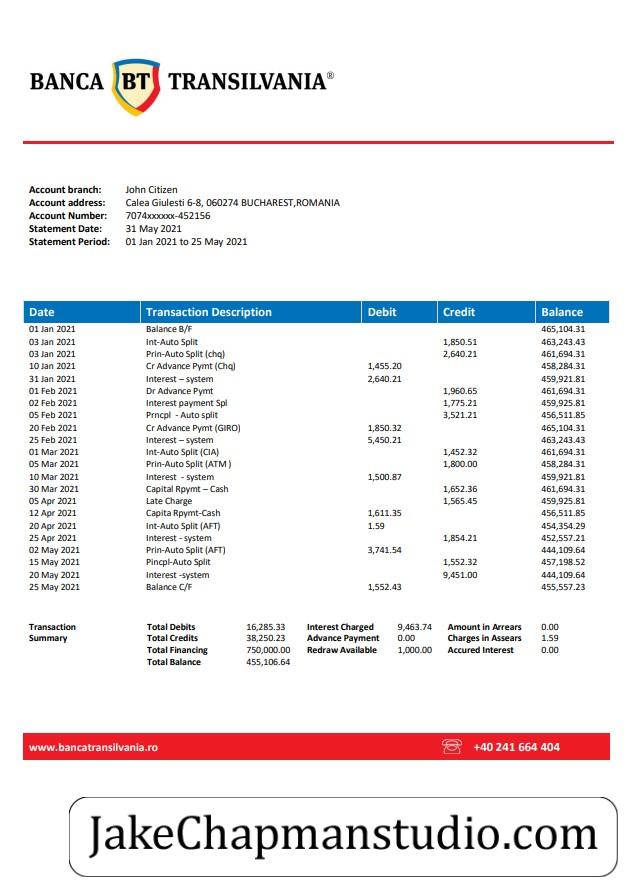 BANCA BT TRANSILVANIA®
Account branch: John Citizen
Account address: Calea Giulesti 6-8, 060274 BUCHAREST,ROMANIA
Account Number: 7074xxxxxx-452156
Statement Date: 31 May 2021
Statement Period: 01 Jan 2021 to 25 May 2021
Date Transaction Description Debit Credit Balance
01 Jan 2021 Balance B/F 465,104.31
03 Jan 2021 Int-Auto Split 1,850.51 463,243.43
03 Jan 2021 Prin-Auto Split (chq) 2,640.21 461,694.31
10 Jan 2021 Cr Advance Pymt (Chq) 1,455.20 458,284.31
31 Jan 2021 Interest – system 2,640.21 459,921.81
01 Feb 2021 Dr Advance Pymt 1,960.65 461,694.31
02 Feb 2021 Interest payment Spl 1,775.21 459,925.81
05 Feb 2021 Prncpl - Auto split 3,521.21 456,511.85
20 Feb 2021 Cr Advance Pymt (GIRO) 1,850.32 465,104.31
25 Feb 2021 Interest – system 5,450.21 463,243.43
01 Mar 2021 Int-Auto Split (CIA) 1,452.32 461,694.31
05 Mar 2021 Prin-Auto Split (ATM ) 1,800.00 458,284.31
10 Mar 2021 Interest - system 1,500.87 459,921.81
30 Mar 2021 Capital Rpymt – Cash 1,652.36 461,694.31
05 Apr 2021 Late Charge 1,565.45 459,925.81
12 Apr 2021 Capita Rpymt-Cash 1,611.35 456,511.85
20 Apr 2021 Int-Auto Split (AFT) 1.59 454,354.29
25 Apr 2021 Interest - system 1,854.21 452,557.21
02 May 2021 Prin-Auto Split (AFT) 3,741.54 444,109.64
15 May 2021 Pincpl-Auto Split 1,552.32 457,198.52
20 May 2021 Interest -system 9,451.00 444,109.64
25 May 2021 Balance C/F 1,552.43 455,557.23
Transaction Total Debits 16,285.33 Interest Charged 9,463.74 Amount in Arrears 0.00
Summary Total Credits 38,250.23 Advance Payment 0.00 Charges in Assears 1.59
Total Financing 750,000.00 Redraw Available 1,000.00 Accured Interest 0.00
Total Balance 455,106.64
www.bancatransilvania.ro +40 241 664 404
JakeChapmanstudio.com